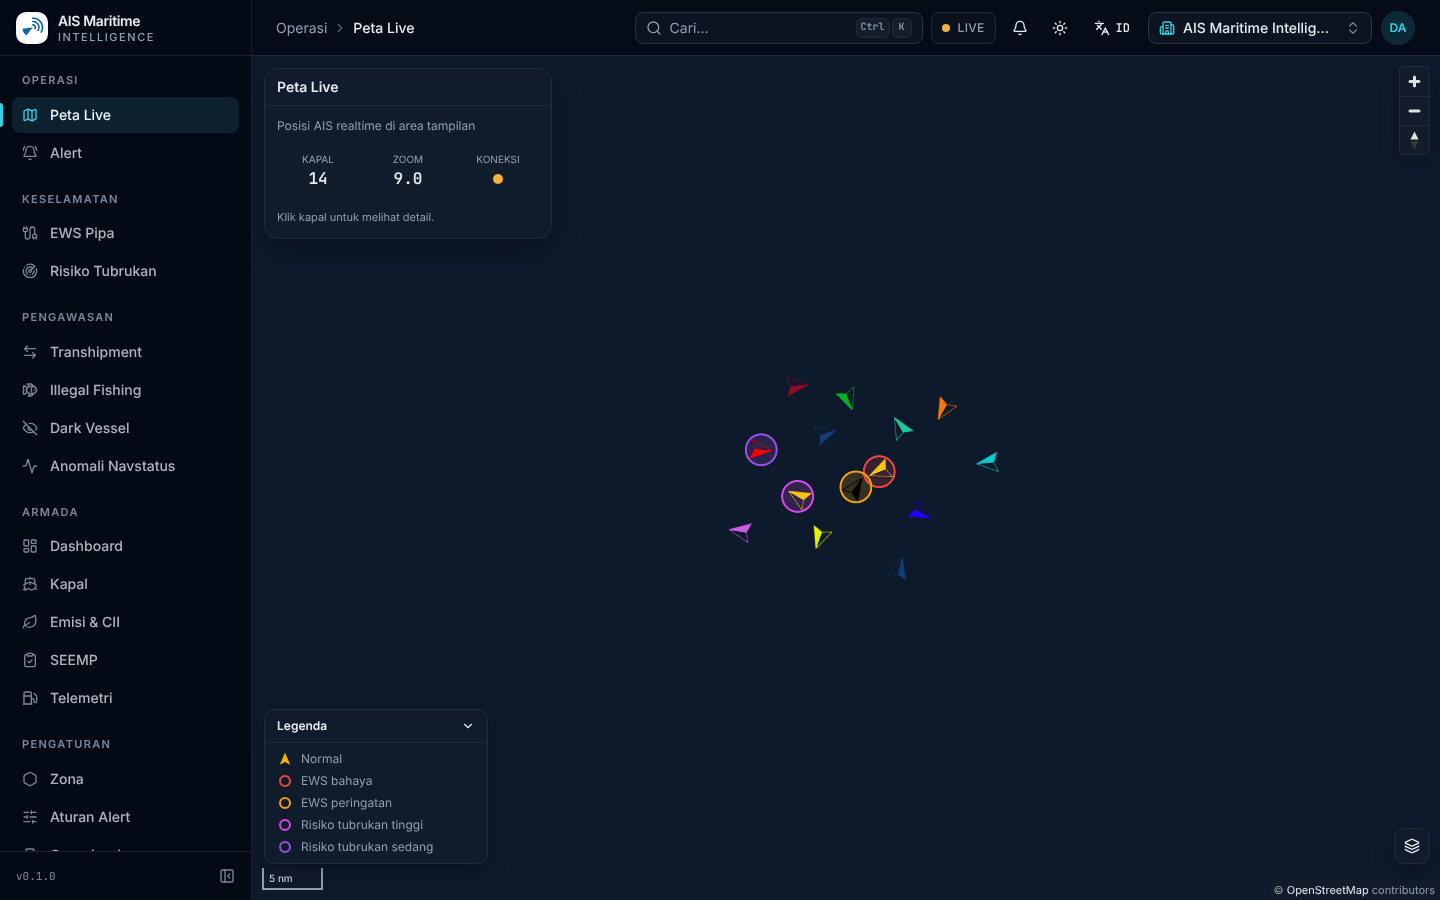 AIS Maritime
INTELLIGENCE
Operasi > Peta Live
Cari...
Ctrl K
LIVE
ID
AIS Maritime Intellig...
DA
OPERASI
Peta Live
Alert
KESELAMATAN
EWS Pipa
Risiko Tubrukan
PENGAWASAN
Transhipment
Illegal Fishing
Dark Vessel
Anomali Navstatus
ARMADA
Dashboard
Kapal
Emisi & CII
SEEMP
Telemetri
PENGATURAN
Zona
Aturan Alert
v0.1.0
Peta Live
Posisi AIS realtime di area tampilan
KAPAL ZOOM KONEKSI
14 9.0
Klik kapal untuk melihat detail.
Legenda
Normal
EWS bahaya
EWS peringatan
Risiko tubrukan tinggi
Risiko tubrukan sedang
5 nm
© OpenStreetMap contributors